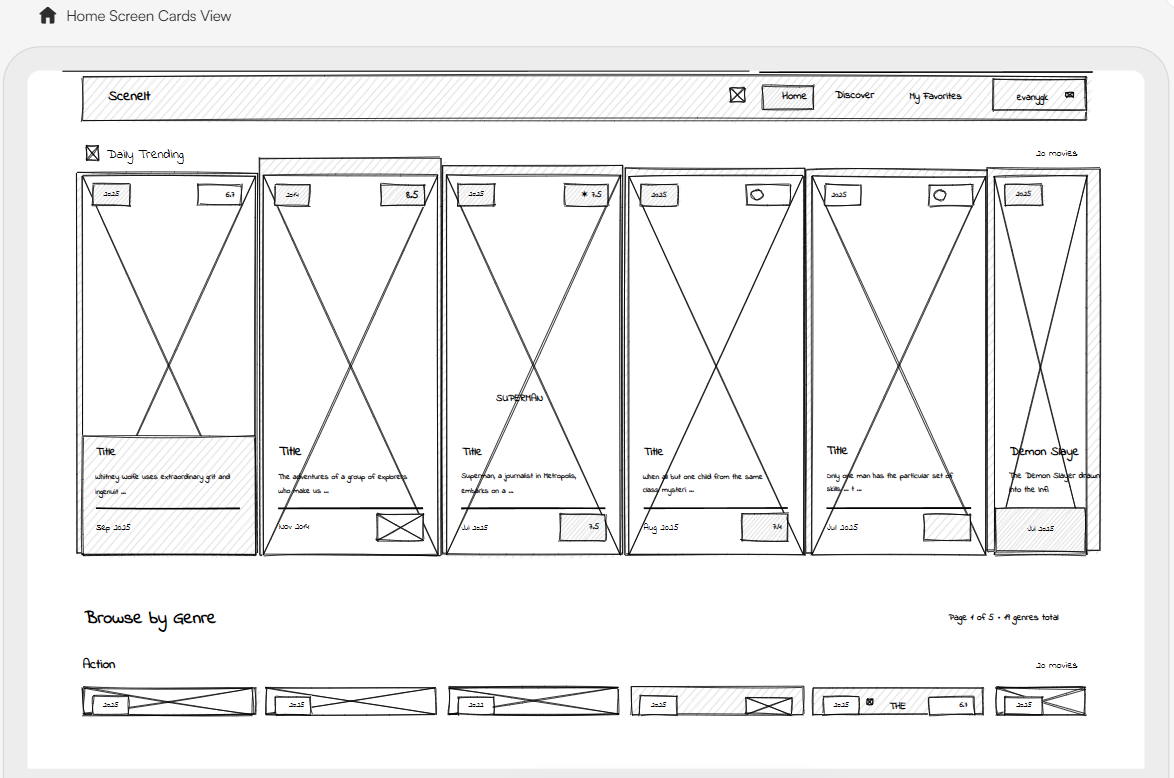 Home Screen Cards View
SceneIt
Home
Discover
My Favorites
evanygk
Daily Trending
20 movies
2025
6.7
2014
8.5
2025
7.5
2025
2025
2025
SUPERMAN
Title
Whitney Wolfe uses extraordinary grit and
ingenuit ...
Sep 2025
Title
The adventures of a group of explorers
who make us ...
Nov 2014
Title
Superman, a journalist in Metropolis,
embarks on a ...
Jul 2025
7.5
Title
when all but one child from the same
class mysteri ...
Aug 2025
7.4
Title
Only one man has the particular set of
skills... t ...
Jul 2025
Demon Slaye
The Demon Slayer drawn
into the Infi
Jul 2025
Browse by Genre
Page 1 of 5 • 19 genres total
Action
20 movies
2025
2025
2022
2025
2025
THE
6.7
2025